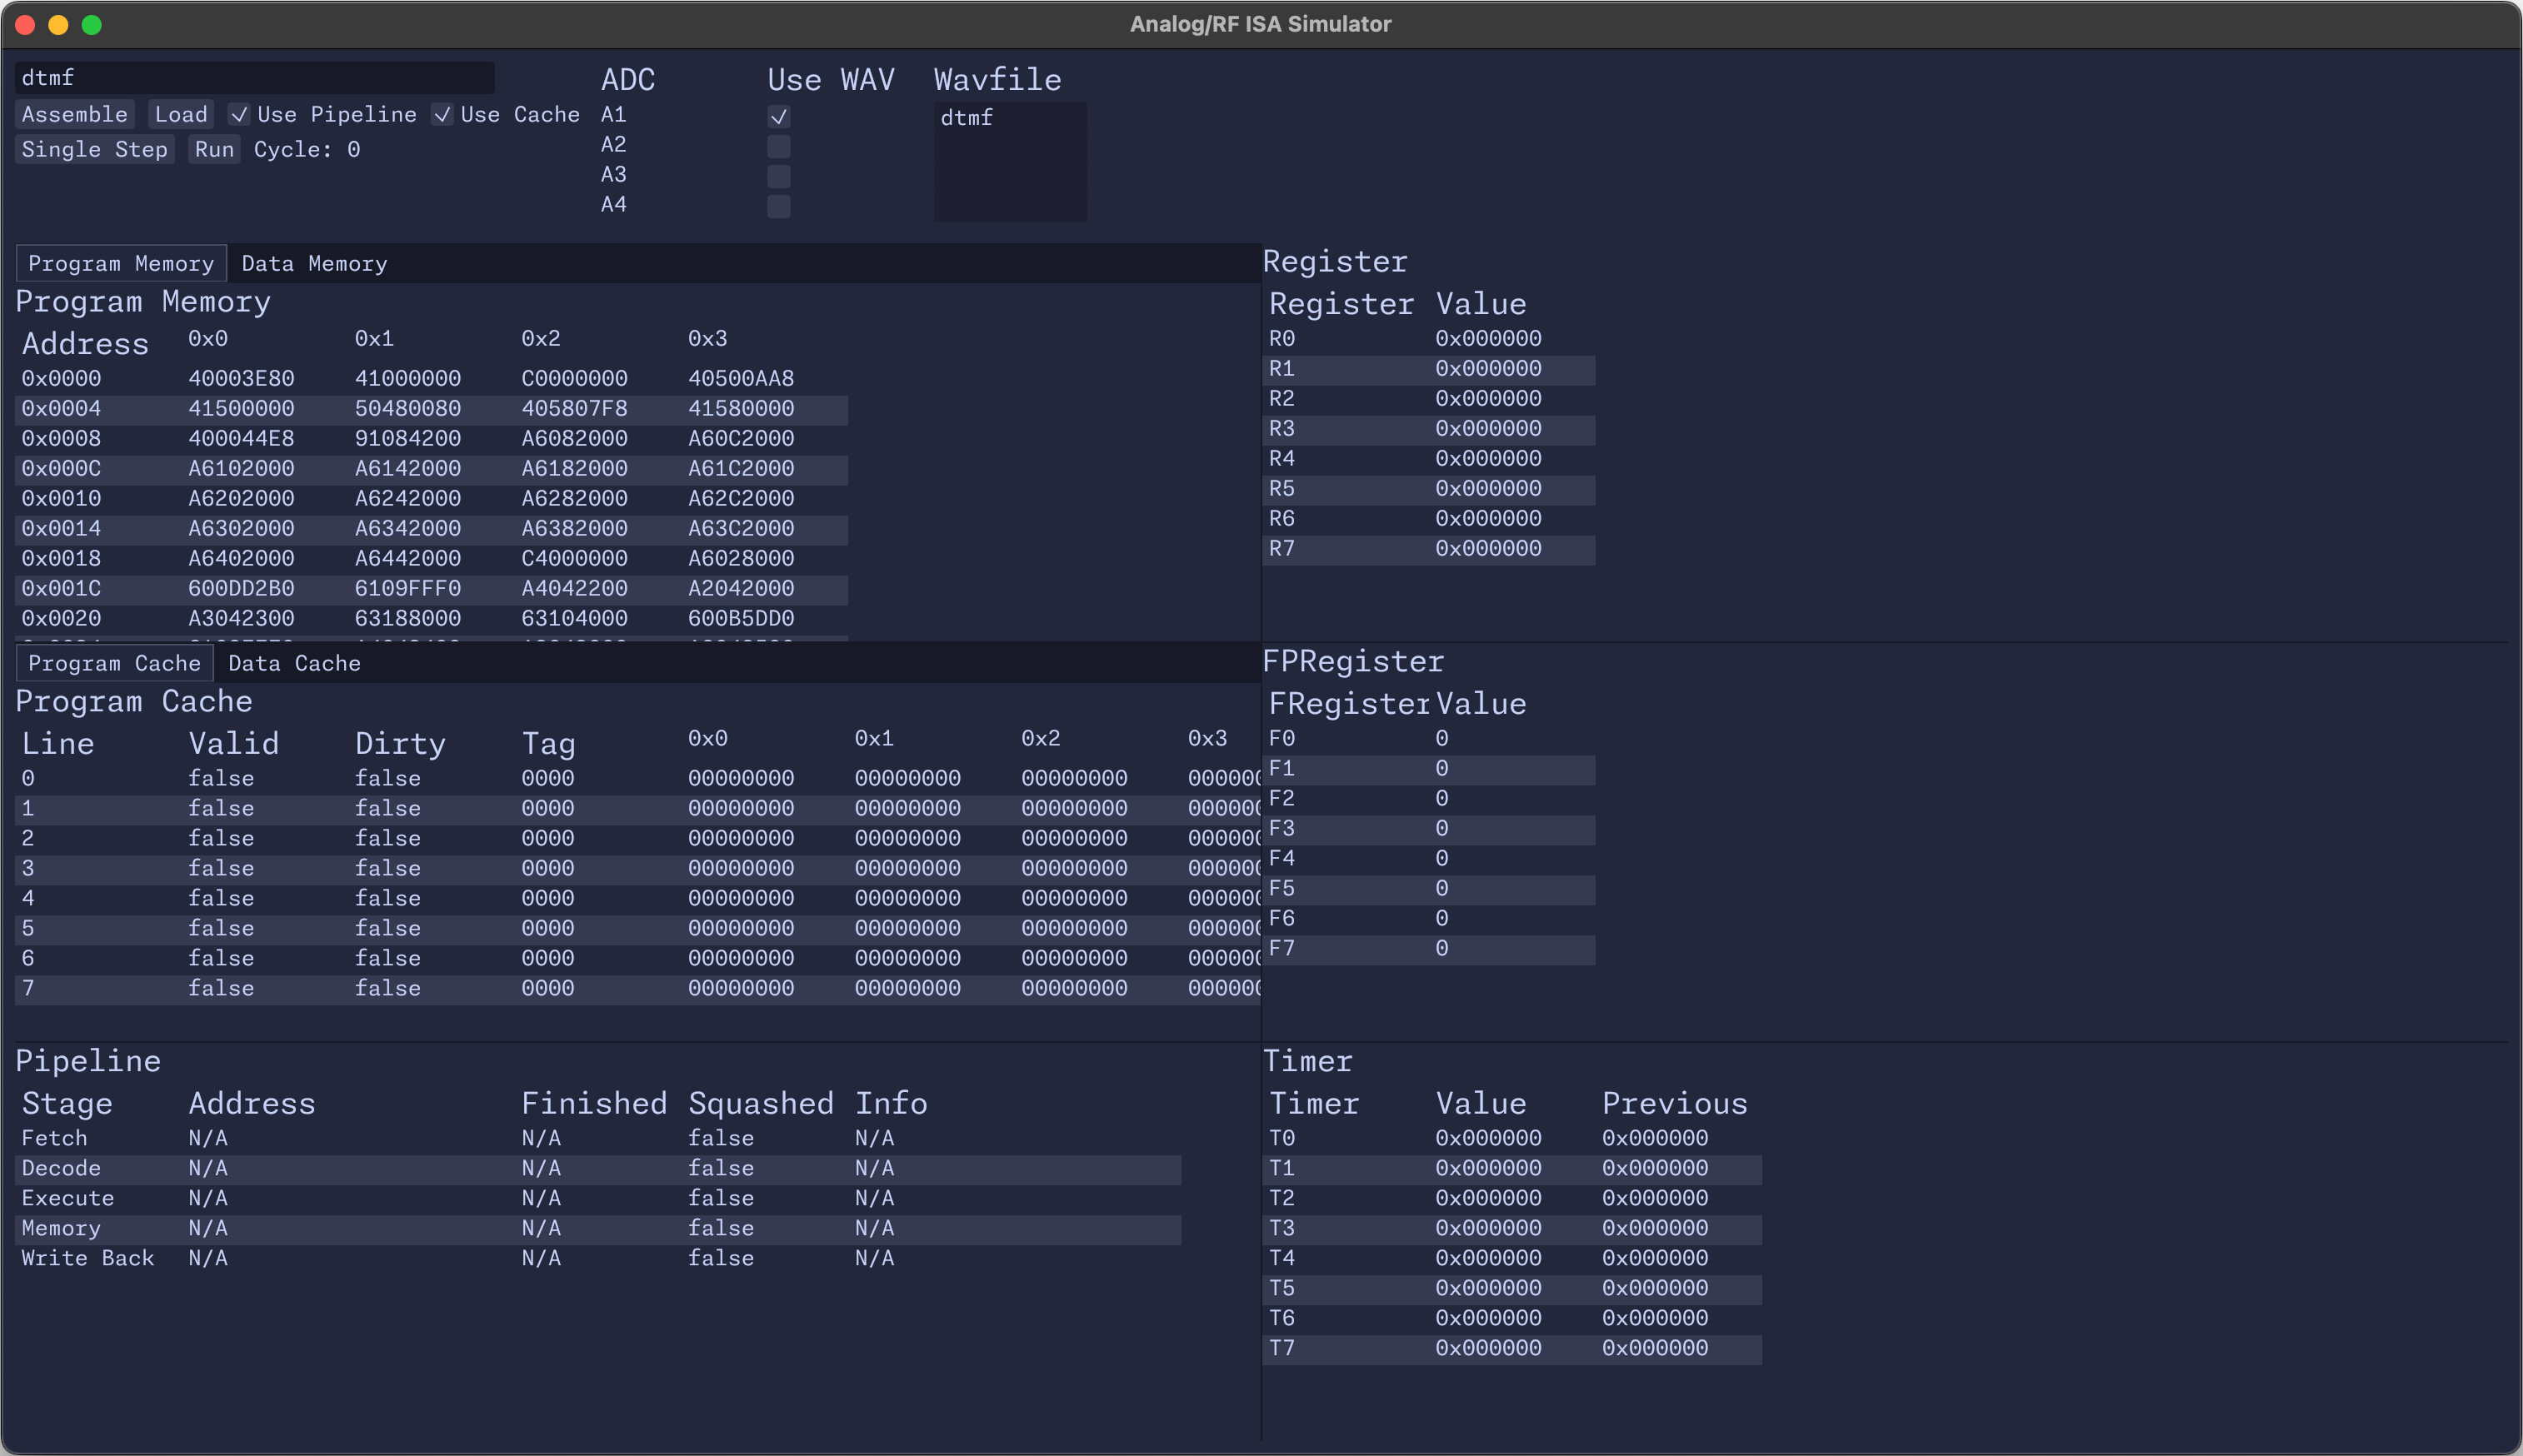 Analog/RF ISA Simulator
dtmf
Assemble Load Use Pipeline Use Cache
Single Step Run Cycle: 0
ADC Use WAV Wavfile
A1 dtmf
A2
A3
A4
Program Memory Data Memory
Program Memory
Address 0x0 0x1 0x2 0x3
0x0000 40003E80 41000000 C0000000 40500AA8
0x0004 41500000 50480080 405807F8 41580000
0x0008 400044E8 91084200 A6082000 A60C2000
0x000C A6102000 A6142000 A6182000 A61C2000
0x0010 A6202000 A6242000 A6282000 A62C2000
0x0014 A6302000 A6342000 A6382000 A63C2000
0x0018 A6402000 A6442000 C4000000 A6028000
0x001C 600DD2B0 6109FFF0 A4042200 A2042000
0x0020 A3042300 63188000 63104000 600B5DD0
Register
Register Value
R0 0x000000
R1 0x000000
R2 0x000000
R3 0x000000
R4 0x000000
R5 0x000000
R6 0x000000
R7 0x000000
Program Cache Data Cache
Program Cache
Line Valid Dirty Tag 0x0 0x1 0x2 0x3
0 false false 0000 00000000 00000000 00000000 000000
1 false false 0000 00000000 00000000 00000000 000000
2 false false 0000 00000000 00000000 00000000 000000
3 false false 0000 00000000 00000000 00000000 000000
4 false false 0000 00000000 00000000 00000000 000000
5 false false 0000 00000000 00000000 00000000 000000
6 false false 0000 00000000 00000000 00000000 000000
7 false false 0000 00000000 00000000 00000000 000000
FPRegister
FRegister Value
F0 0
F1 0
F2 0
F3 0
F4 0
F5 0
F6 0
F7 0
Pipeline
Stage Address Finished Squashed Info
Fetch N/A N/A false N/A
Decode N/A N/A false N/A
Execute N/A N/A false N/A
Memory N/A N/A false N/A
Write Back N/A N/A false N/A
Timer
Timer Value Previous
T0 0x000000 0x000000
T1 0x000000 0x000000
T2 0x000000 0x000000
T3 0x000000 0x000000
T4 0x000000 0x000000
T5 0x000000 0x000000
T6 0x000000 0x000000
T7 0x000000 0x000000